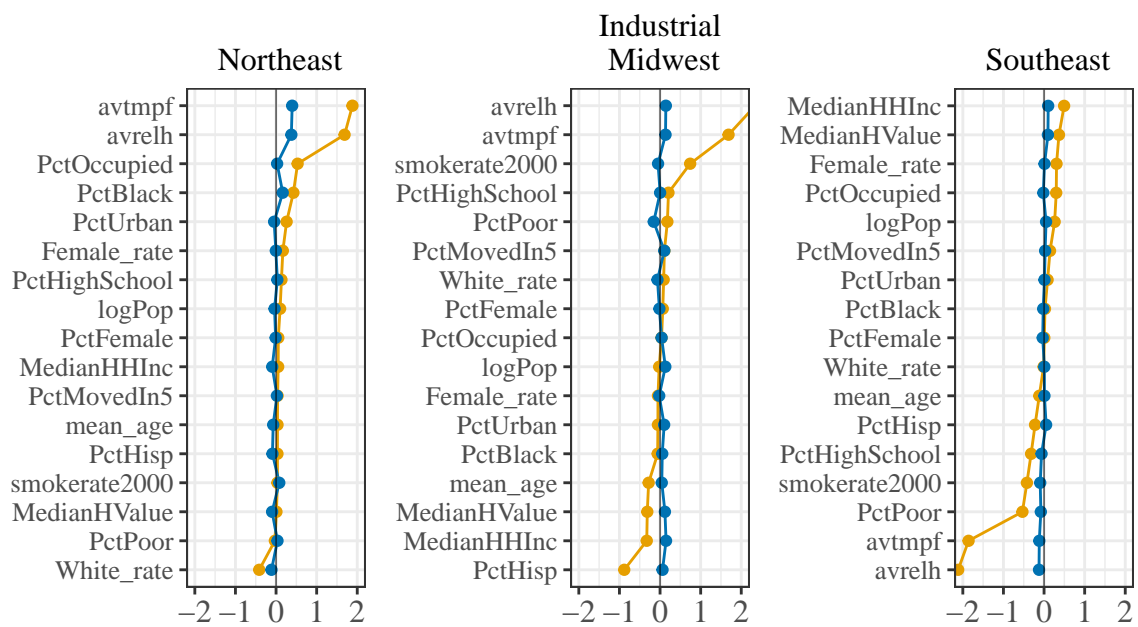 Northeast
avtmpf
avrelh
PctOccupied
PctBlack
PctUrban
Female_rate
PctHighSchool
logPop
PctFemale
MedianHHInc
PctMovedIn5
mean_age
PctHisp
smokerate2000
MedianHValue
PctPoor
White_rate
−2 −1 0 1 2
Industrial
Midwest
avrelh
avtmpf
smokerate2000
PctHighSchool
PctPoor
PctMovedIn5
White_rate
PctFemale
PctOccupied
logPop
Female_rate
PctUrban
PctBlack
mean_age
MedianHValue
MedianHHInc
PctHisp
−2 −1 0 1 2
Southeast
MedianHHInc
MedianHValue
Female_rate
PctOccupied
logPop
PctMovedIn5
PctUrban
PctBlack
PctFemale
White_rate
mean_age
PctHisp
PctHighSchool
smokerate2000
PctPoor
avtmpf
avrelh
−2 −1 0 1 2